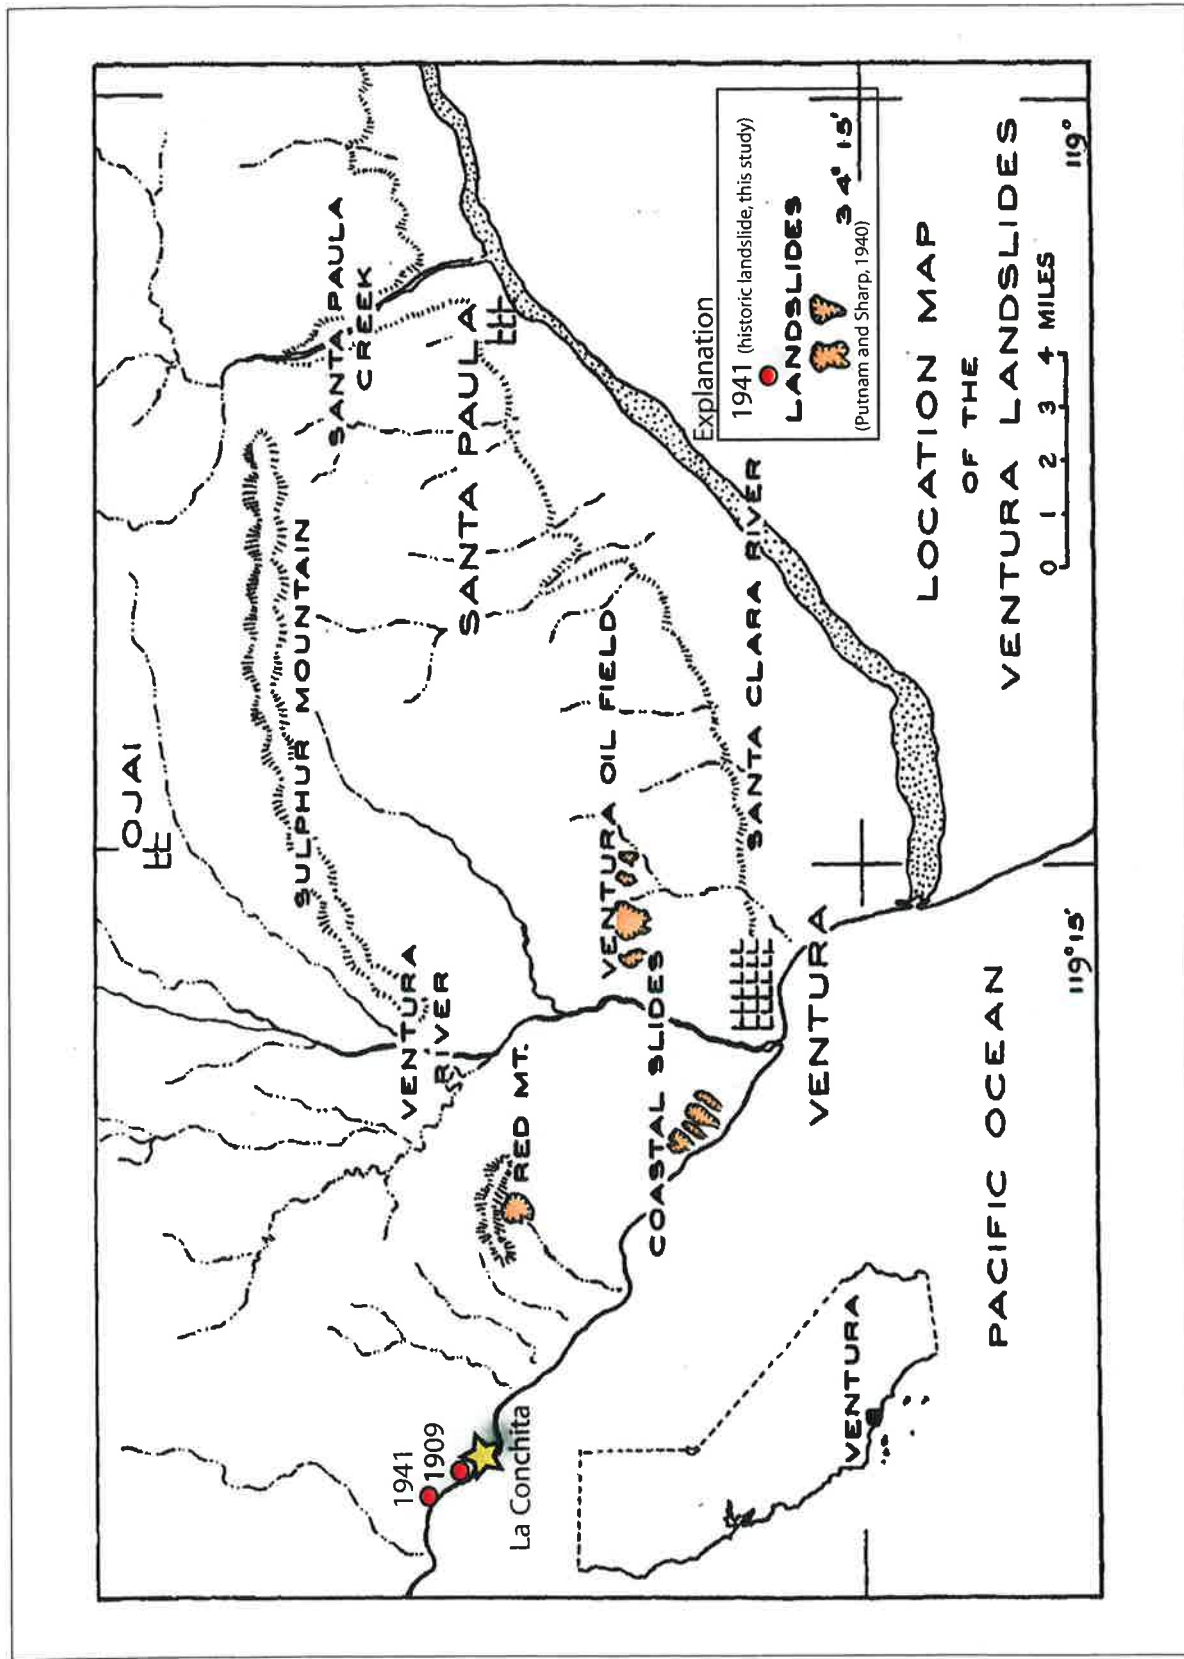 OJAI
SULPHUR MOUNTAIN
SANTA PAULA
CREEK
VENTURA
RIVER
SANTA PAULA
RED MT.
VENTURA OIL FIELD
COASTAL SLIDES
SANTA CLARA RIVER
VENTURA
1941
1909
La Conchita
Explanation
1941 (historic landslide, this study)
LANDSLIDES
(Putnam and Sharp, 1940)
34° 15'
LOCATION MAP
OF THE
VENTURA LANDSLIDES
0 1 2 3 4 MILES
PACIFIC OCEAN
119° 15'
119°
VENTURA